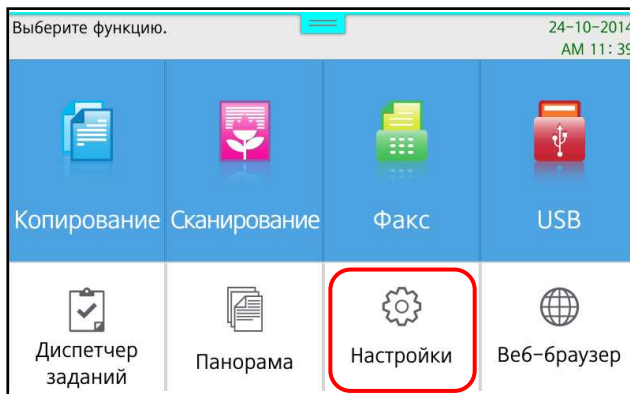 Выберите функцию.
24-10-2014
AM 11: 39
Копирование
Сканирование
Факс
USB
Диспетчер
заданий
Панорама
Настройки
Веб-браузер